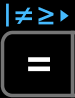 |≠≥▸
=